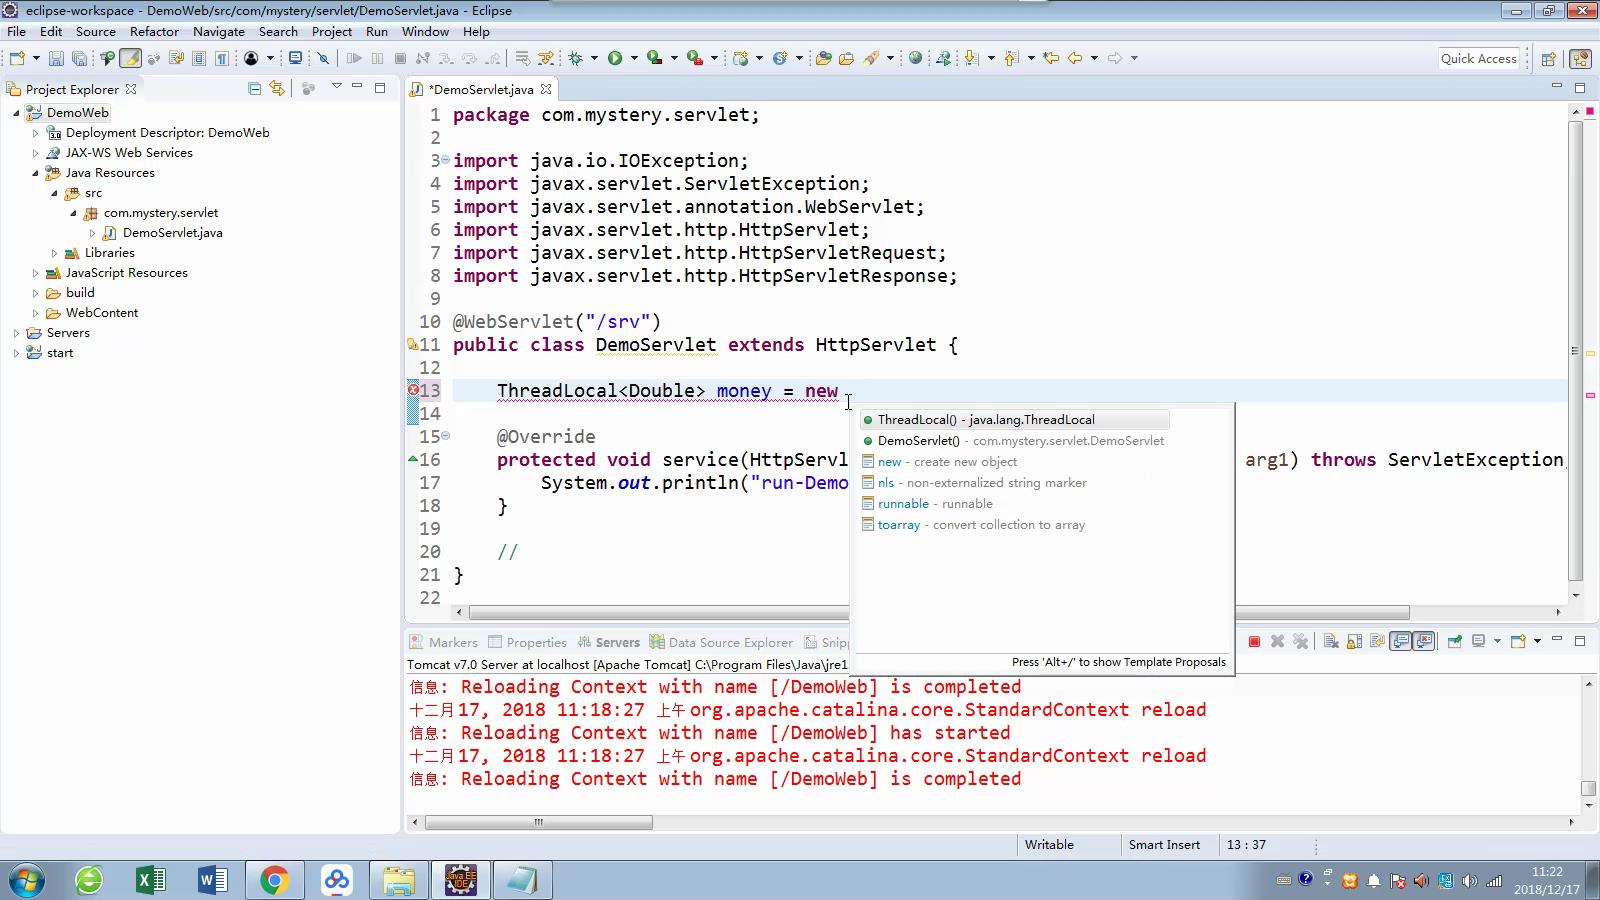 eclipse-workspace - DemoWeb/src/com/mystery/servlet/DemoServlet.java - Eclipse
File Edit Source Refactor Navigate Search Project Run Window Help
Quick Access
Project Explorer
DemoWeb
Deployment Descriptor: DemoWeb
JAX-WS Web Services
Java Resources
src
com.mystery.servlet
DemoServlet.java
Libraries
JavaScript Resources
build
WebContent
Servers
start
*DemoServlet.java
1 package com.mystery.servlet;
2
3 import java.io.IOException;
4 import javax.servlet.ServletException;
5 import javax.servlet.annotation.WebServlet;
6 import javax.servlet.http.HttpServlet;
7 import javax.servlet.http.HttpServletRequest;
8 import javax.servlet.http.HttpServletResponse;
9
10 @WebServlet("/srv")
11 public class DemoServlet extends HttpServlet {
12
13 ThreadLocal<Double> money = new
14
15 @Override
16 protected void service(HttpServl arg1) throws ServletException,
17 System.out.println("run-Demo
18 }
19
20 //
21 }
22
ThreadLocal() - java.lang.ThreadLocal
DemoServlet() - com.mystery.servlet.DemoServlet
new - create new object
nls - non-externalized string marker
runnable - runnable
toarray - convert collection to array
Press 'Alt+/' to show Template Proposals
Markers Properties Servers Data Source Explorer Snip
Tomcat v7.0 Server at localhost [Apache Tomcat] C:\Program Files\Java\jre1
信息: Reloading Context with name [/DemoWeb] is completed
十二月 17, 2018 11:18:27 上午 org.apache.catalina.core.StandardContext reload
信息: Reloading Context with name [/DemoWeb] has started
十二月 17, 2018 11:18:27 上午 org.apache.catalina.core.StandardContext reload
信息: Reloading Context with name [/DemoWeb] is completed
Writable Smart Insert 13 : 37
11:22
2018/12/17